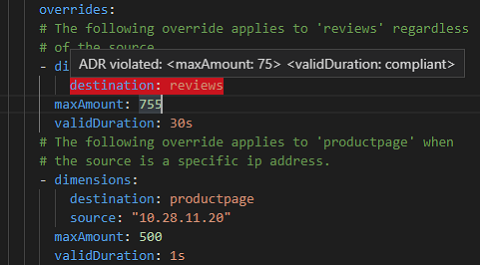 overrides:
# The following override applies to 'reviews' regardless
# of the source
- di
ADR violated: <maxAmount: 75> <validDuration: compliant>
destination: reviews
maxAmount: 755
validDuration: 30s
# The following override applies to 'productpage' when
# the source is a specific ip address.
- dimensions:
destination: productpage
source: "10.28.11.20"
maxAmount: 500
validDuration: 1s